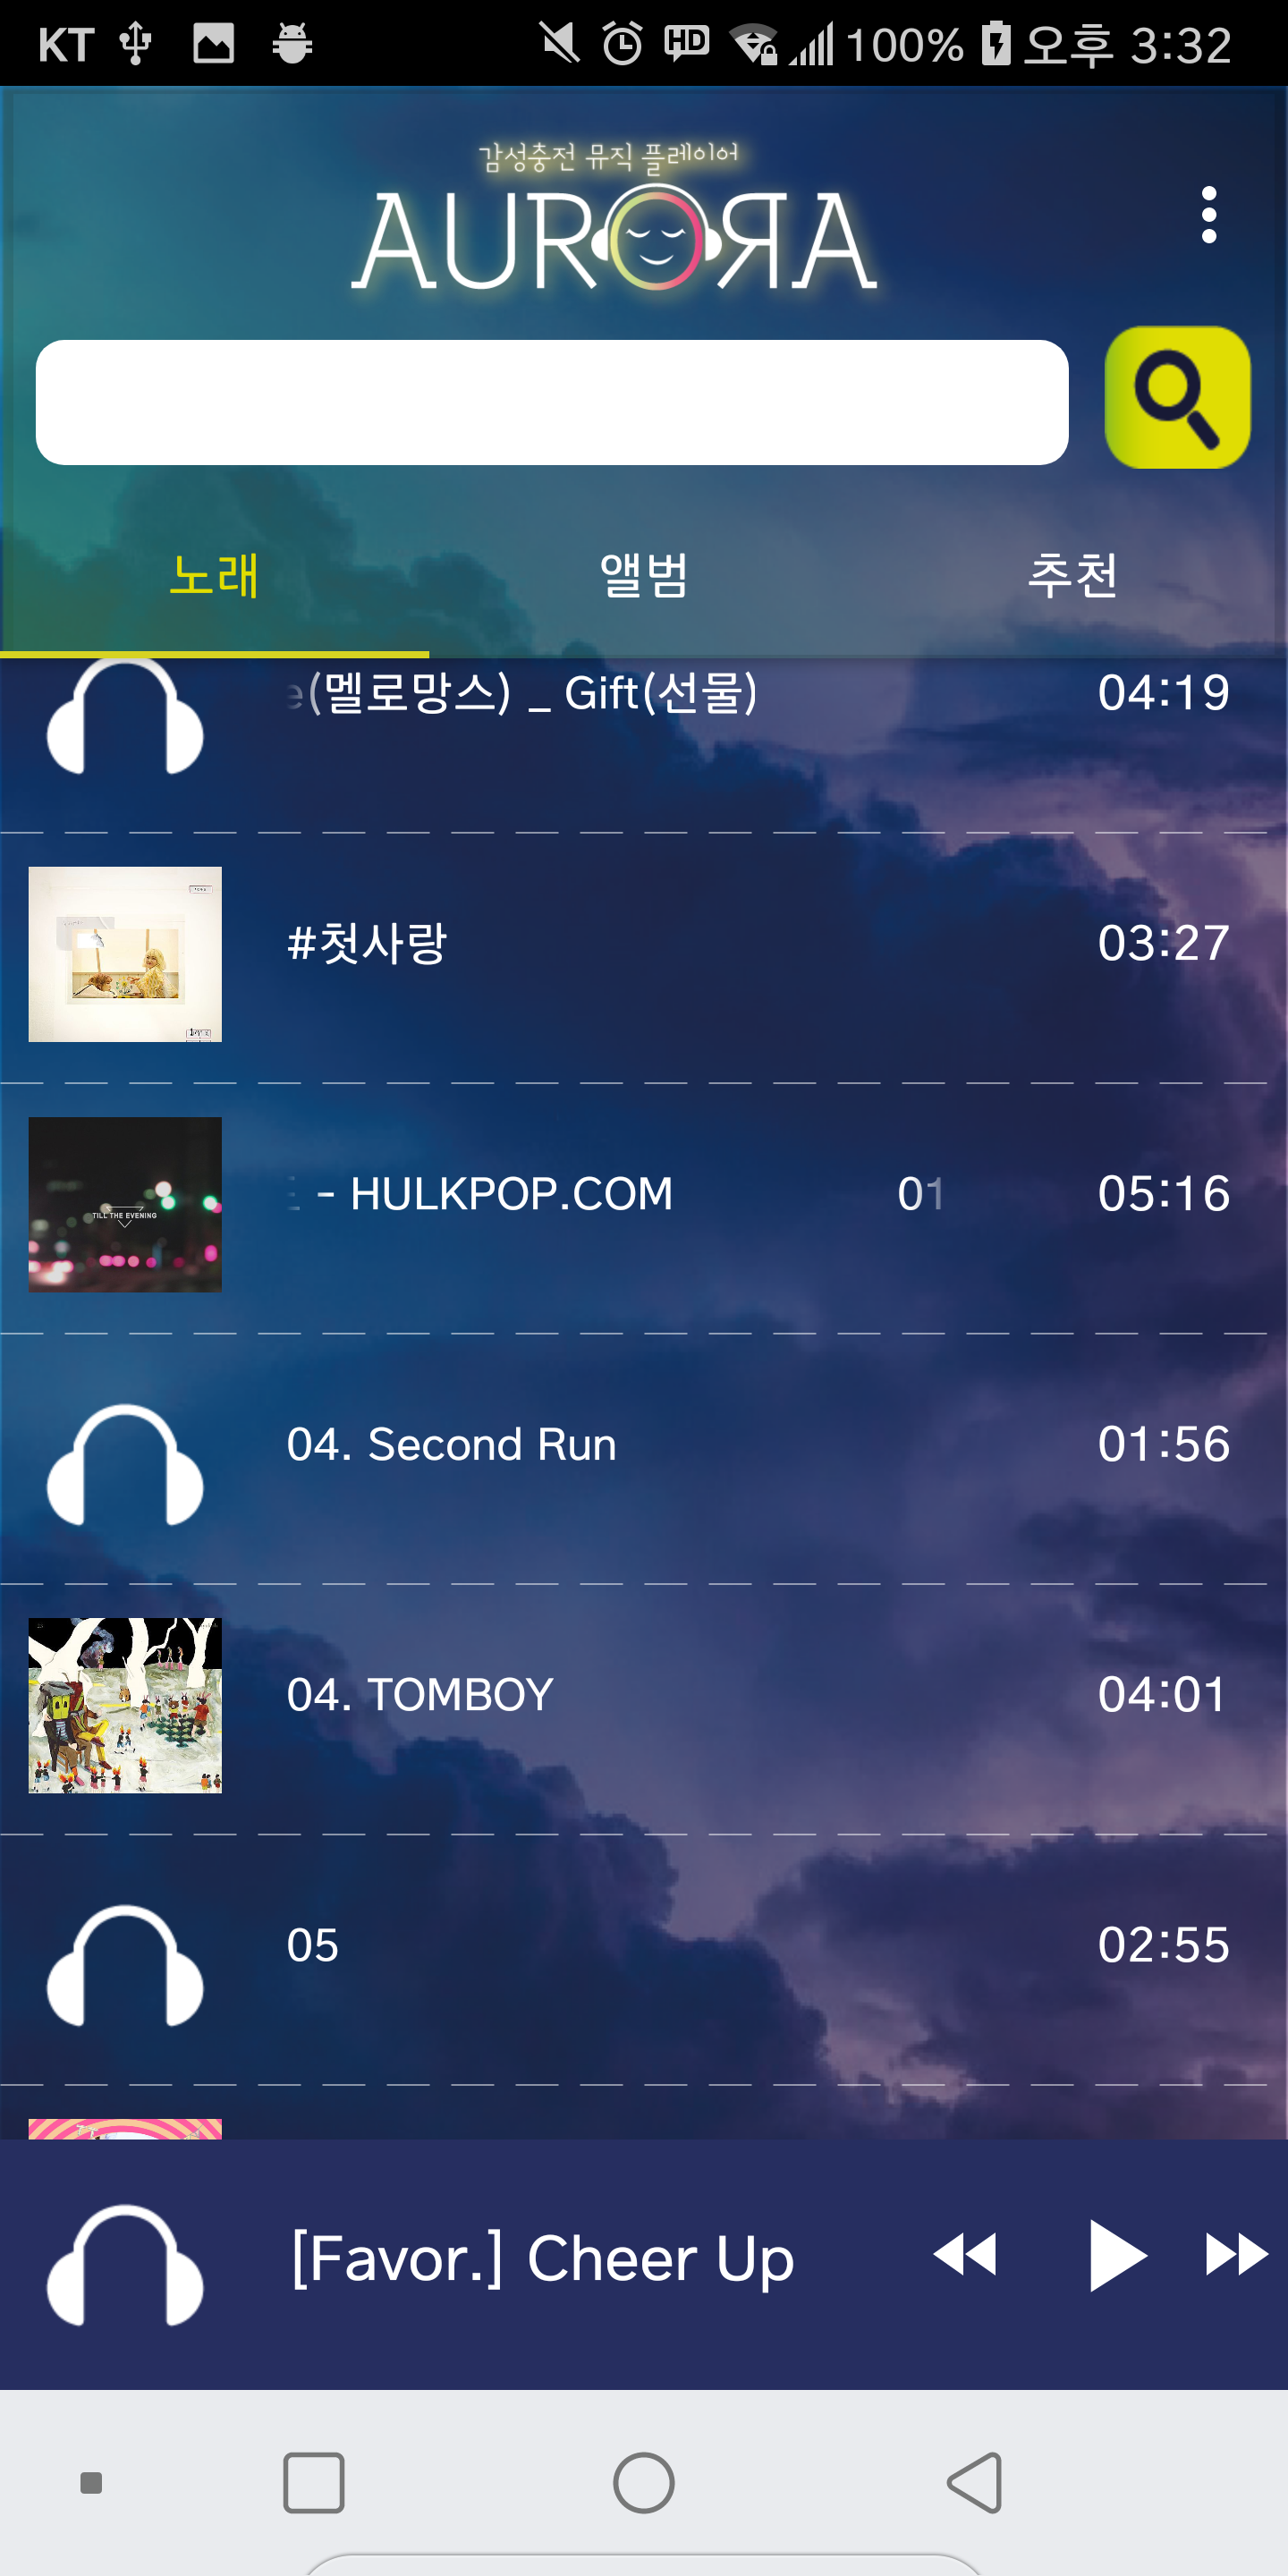 KT HD 100% 오후 3:32
감성충전 뮤직 플레이어
AURORA
노래 앨범 추천
e(멜로망스) _ Gift(선물) 04:19
#첫사랑 03:27
TILL THE EVENING
- HULKPOP.COM 01 05:16
04. Second Run 01:56
04. TOMBOY 04:01
05 02:55
[Favor.] Cheer Up